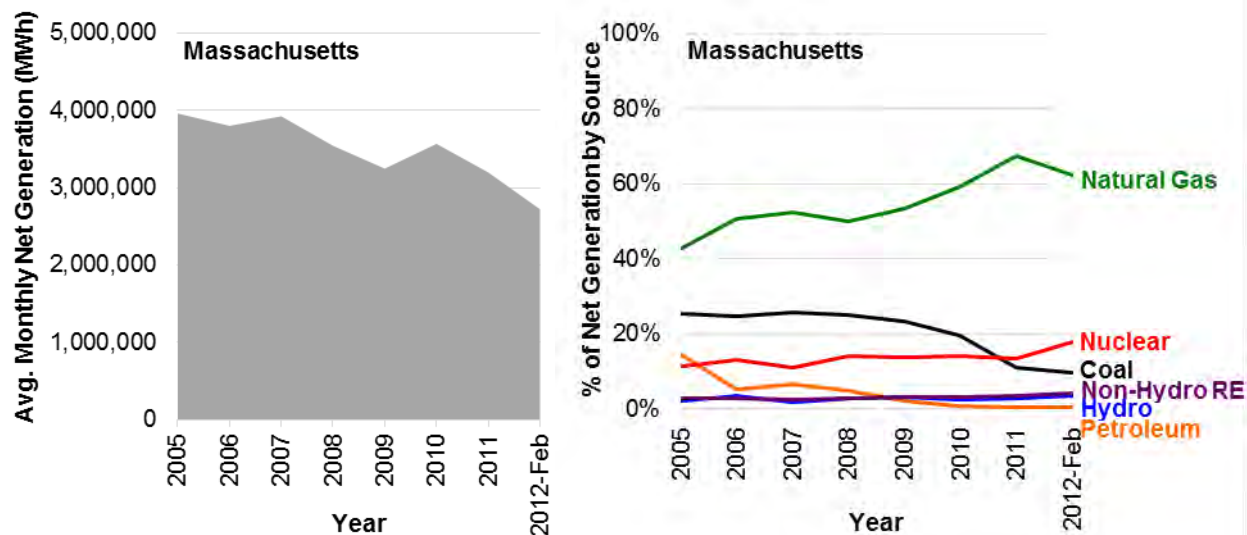 Avg. Monthly Net Generation (MWh)
5,000,000
4,000,000
3,000,000
2,000,000
1,000,000
0
Massachusetts
2005
2006
2007
2008
2009
2010
2011
2012-Feb
Year
% of Net Generation by Source
100%
80%
60%
40%
20%
0%
Massachusetts
Natural Gas
Nuclear
Coal
Non-Hydro RE
Hydro
Petroleum
2005
2006
2007
2008
2009
2010
2011
2012-Feb
Year